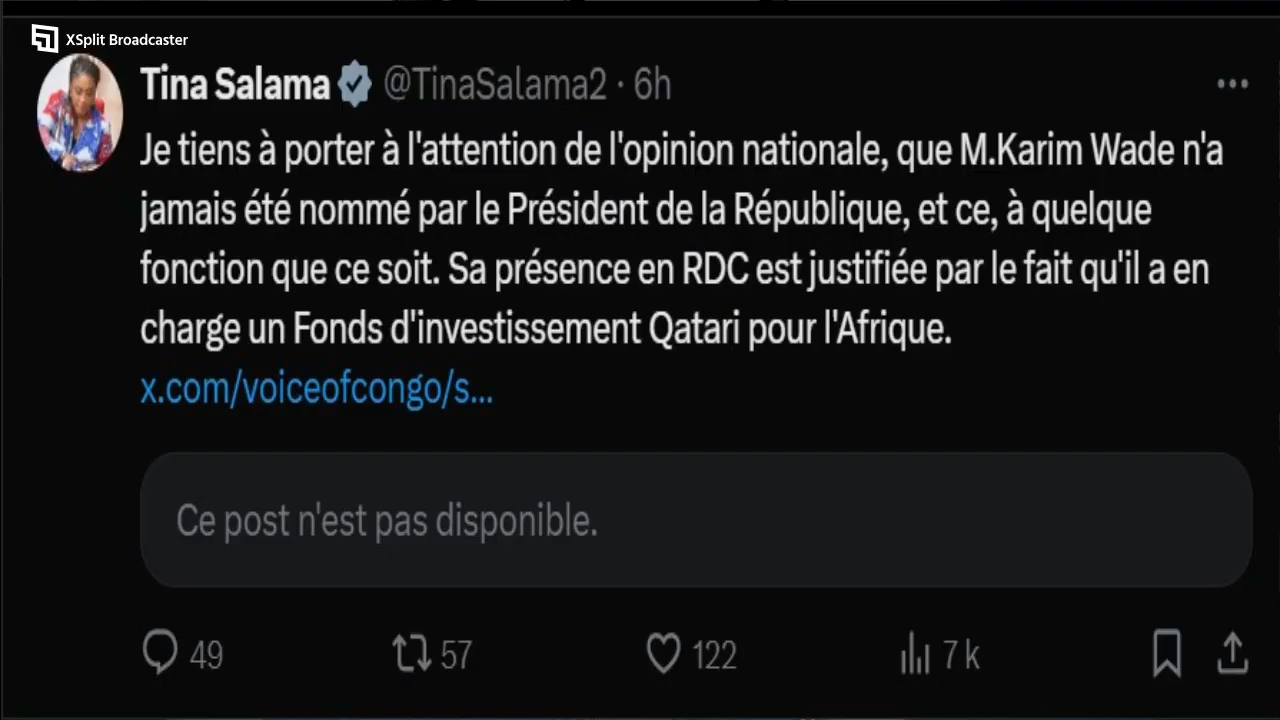 XSplit Broadcaster
Tina Salama @TinaSalama2 · 6h
Je tiens à porter à l'attention de l'opinion nationale, que M.Karim Wade n'a
jamais été nommé par le Président de la République, et ce, à quelque
fonction que ce soit. Sa présence en RDC est justifiée par le fait qu'il a en
charge un Fonds d'investissement Qatari pour l'Afrique.
x.com/voiceofcongo/s...
Ce post n'est pas disponible.
49 57 122 7 k